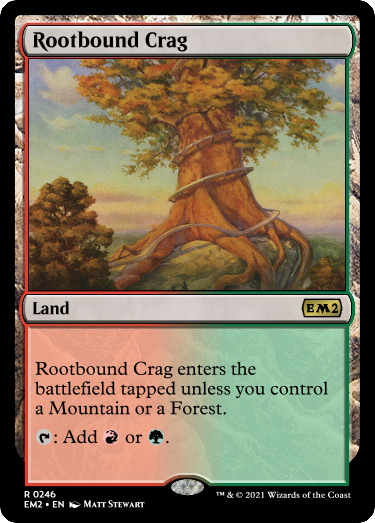 Rootbound Crag
Land
EM2
Rootbound Crag enters the
battlefield tapped unless you control
a Mountain or a Forest.
: Add or .
R 0246
EM2 • EN Matt Stewart
™ & © 2021 Wizards of the Coast